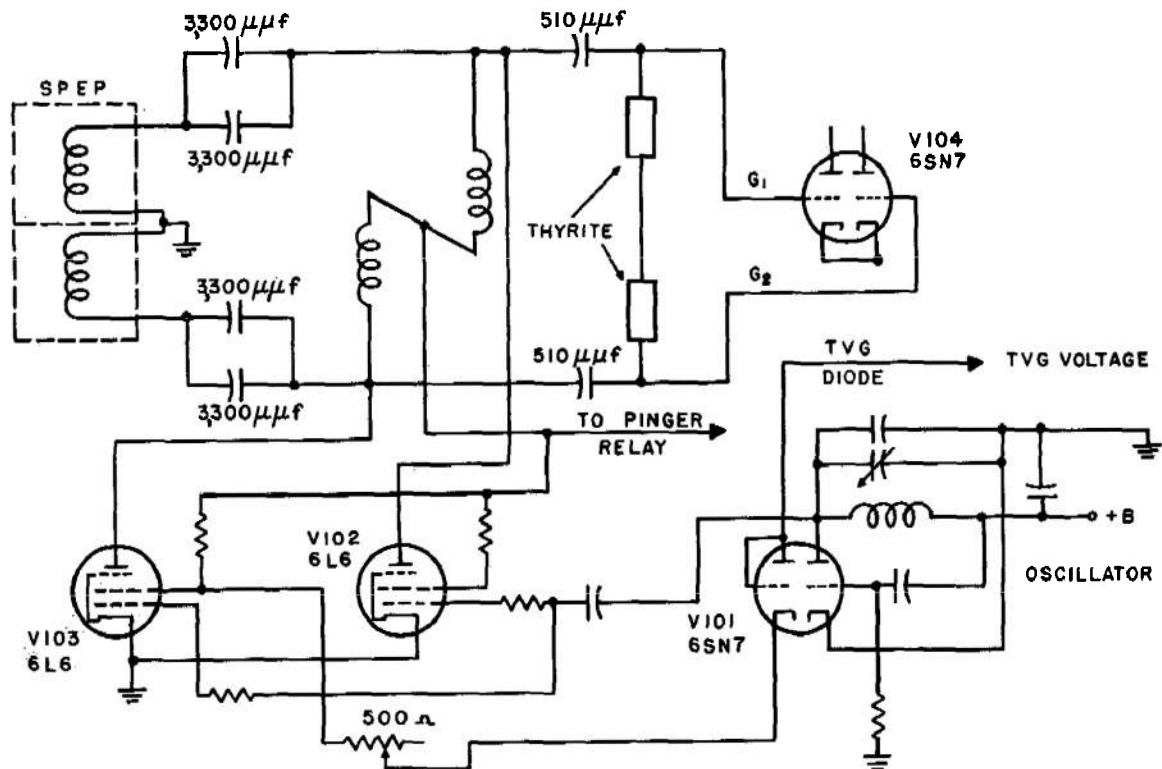 3,300 μμf
510 μμf
SPEP
3,300 μμf
V104
6SN7
G1
THYRITE
G2
3,300 μμf
510 μμf
TVG
DIODE
TVG VOLTAGE
3,300 μμf
TO PINGER
RELAY
V102
6L6
+B
OSCILLATOR
V103
6L6
V101
6SN7
500 Ω